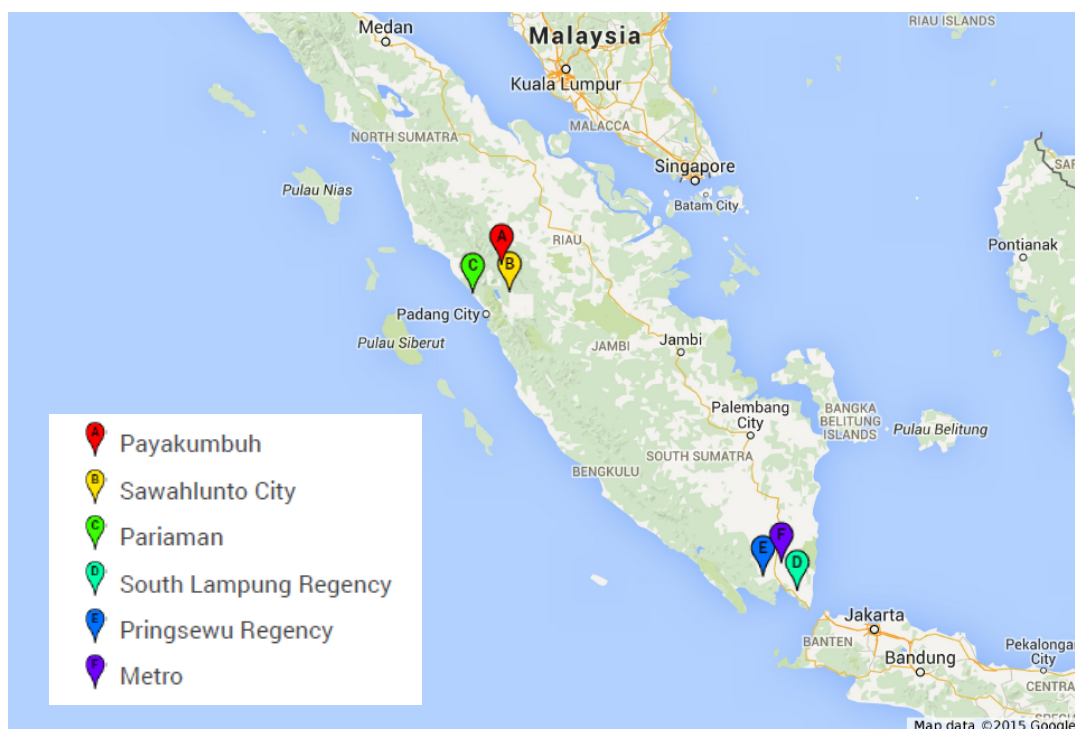 RIAU ISLANDS
Medan
Malaysia
Kuala Lumpur
MALACCA
NORTH SUMATRA
Singapore
SAR
Pulau Nias
Batam City
A
RIAU
Pontianak
C
B
Padang City
Pulau Siberut
JAMBI
Jambi
Palembang
City
BANGKA
BELITUNG
ISLANDS
Pulau Belitung
SOUTH SUMATRA
BENGKULU
F
E
D
A Payakumbuh
B Sawahlunto City
C Pariaman
D South Lampung Regency
E Pringsewu Regency
F Metro
Jakarta
BANTEN
Bandung
Pekalongan
City
CENTRA
Map data ©2015 Google